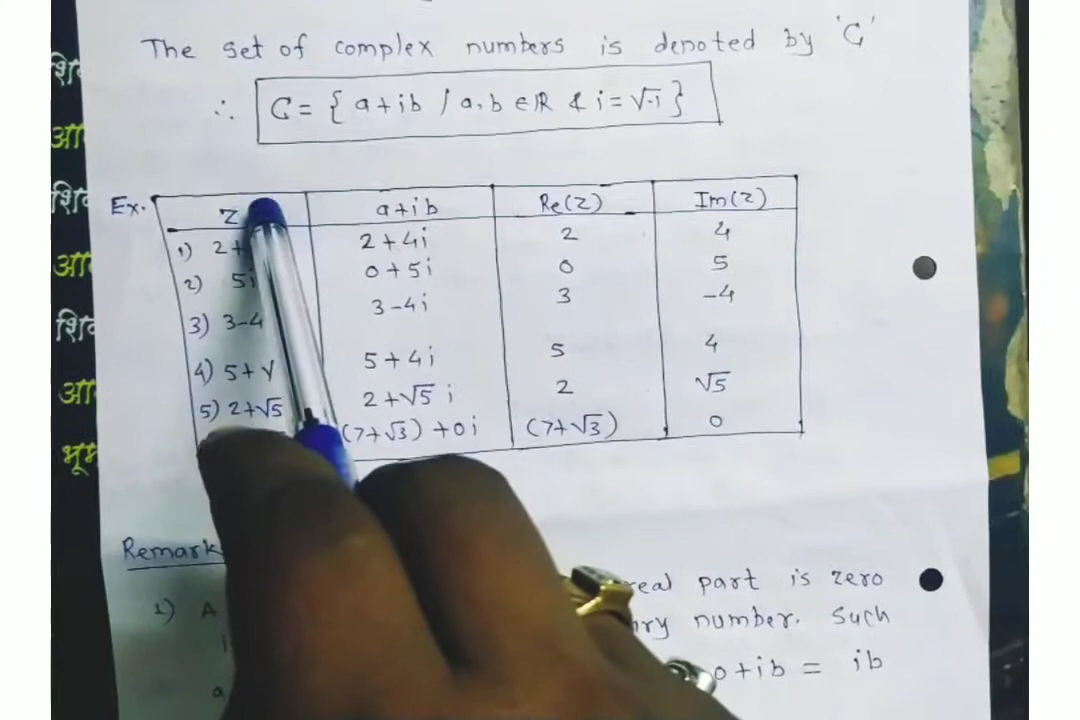 The set of complex numbers is denoted by 'C'
∴ C = { a+ib / a, b ∈ R & i = √-1 }
Ex. Z a+ib Re(Z) Im(Z)
1) 2+ 2+4i 2 4
2) 5i 0+5i 0 5
3) 3-4 3-4i 3 -4
4) 5+√ 5+4i 5 4
5) 2+√5 2+√5 i 2 √5
(7+√3)+0i (7+√3) 0
Remark
1) A real part is zero
number. Such
0+ib = ib
a
शि
आ
शि
आ
शि
आ
भूम